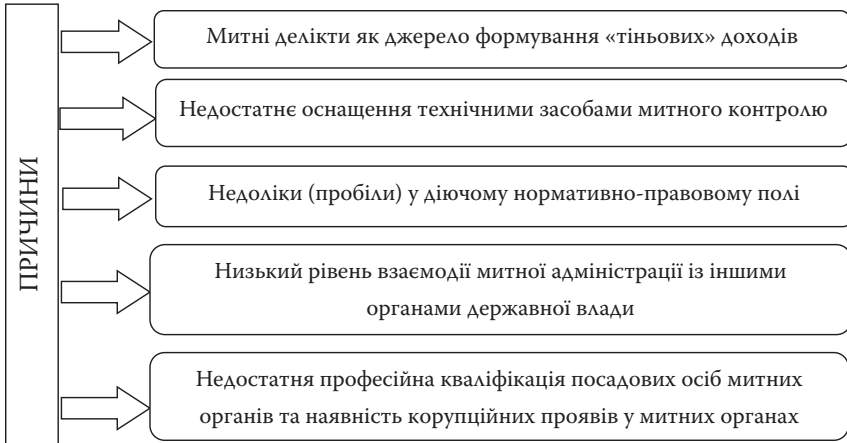 ПРИЧИНИ
Митні делікти як джерело формування «тіньових» доходів
Недостатнє оснащення технічними засобами митного контролю
Недоліки (пробіли) у діючому нормативно-правовому полі
Низький рівень взаємодії митної адміністрації із іншими
органами державної влади
Недостатня професійна кваліфікація посадових осіб митних
органів та наявність корупційних проявів у митних органах